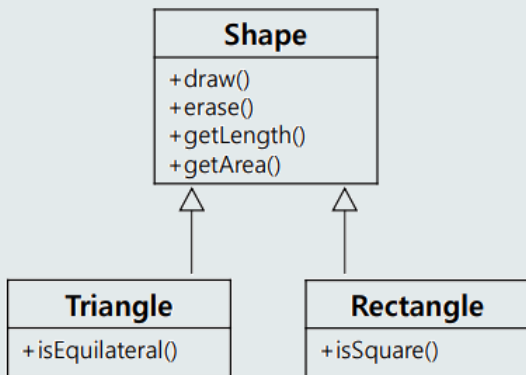 Shape
+draw()
+erase()
+getLength()
+getArea()
Triangle
+isEquilateral()
Rectangle
+isSquare()